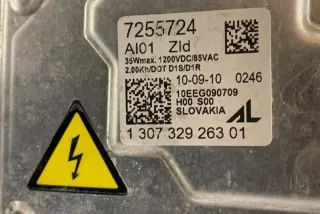 7255724
AI01 Zld
35Wmax. 1200VDC/85VAC
2,00Kh/DOT D1S/D1R
10-09-10 0246
10EEG090709
H00 S00
SLOVAKIA AL
1 307 329 263 01